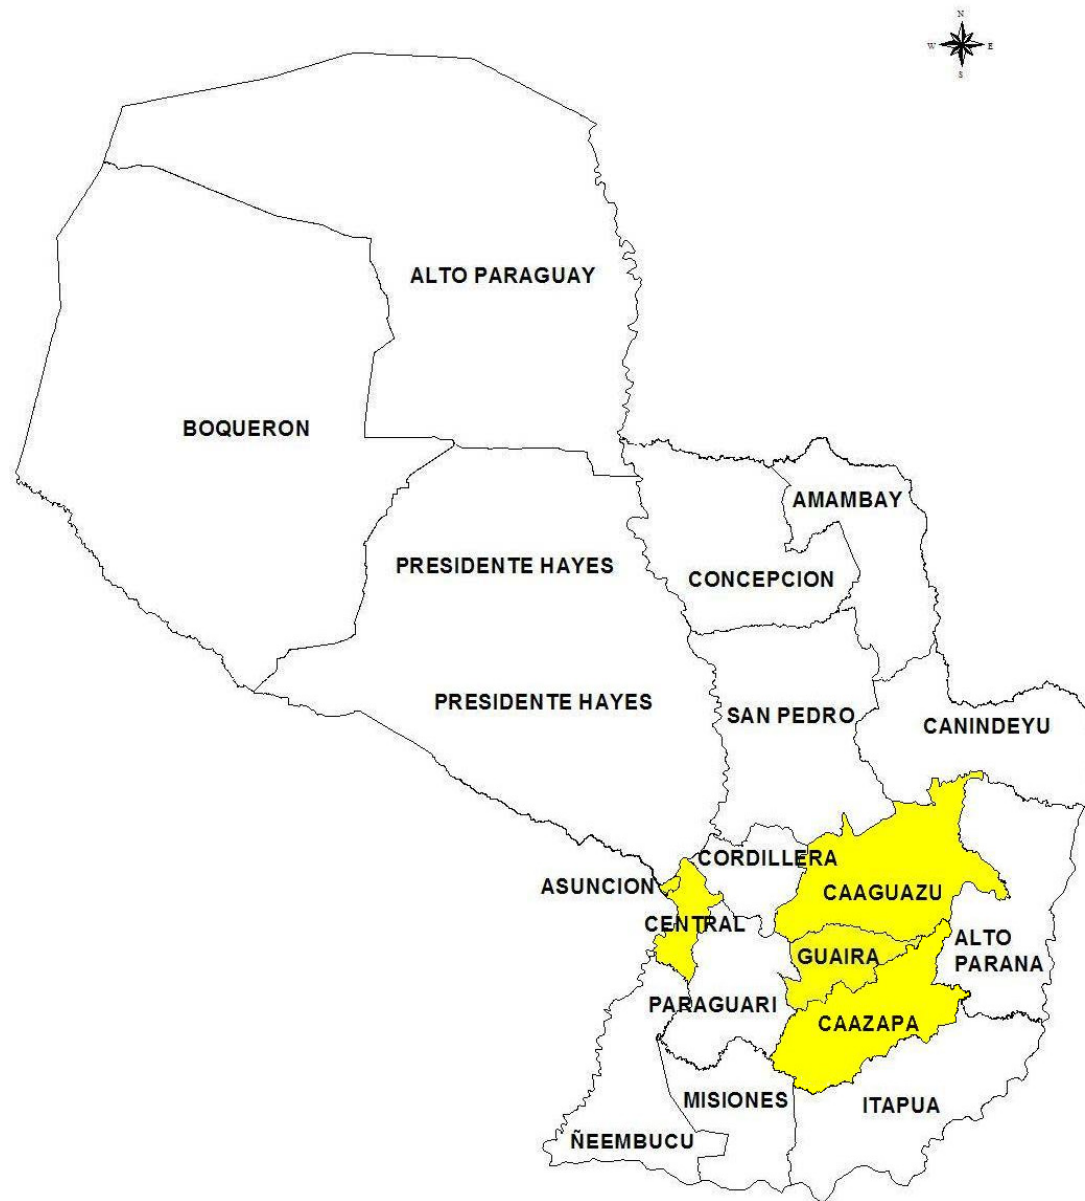 N
W E
S
ALTO PARAGUAY
BOQUERON
AMAMBAY
PRESIDENTE HAYES
CONCEPCION
PRESIDENTE HAYES
SAN PEDRO
CANINDEYU
CORDILLERA
ASUNCION
CAAGUAZU
CENTRAL
GUAIRA
ALTO
PARANA
PARAGUARI
CAAZAPA
MISIONES
ITAPUA
ÑEEMBUCU